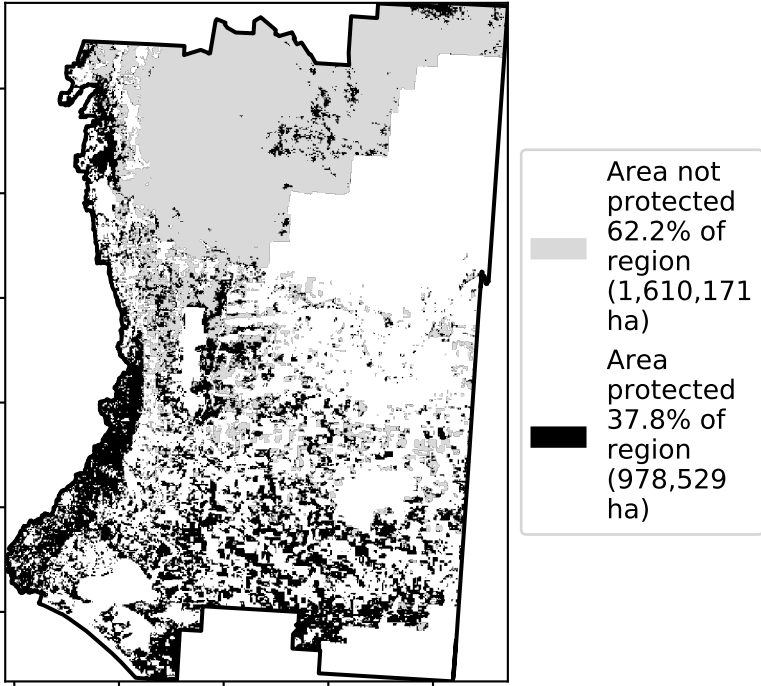 Area not
protected
62.2% of
region
(1,610,171
ha)
Area
protected
37.8% of
region
(978,529
ha)